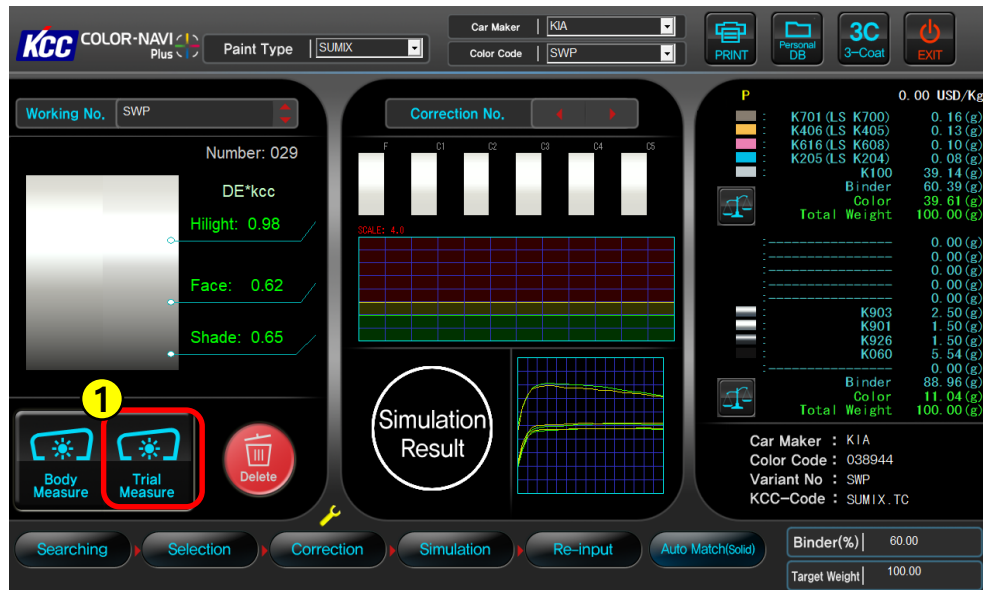 KCC COLOR-NAVI Plus
Paint Type SUMIX
Car Maker KIA
Color Code SWP
PRINT
Personal DB
3C 3-Coat
EXIT
Working No. SWP
Number: 029
DE*kcc
Hilight: 0.98
Face: 0.62
Shade: 0.65
1
Body Measure
Trial Measure
Delete
Correction No.
F C1 C2 C3 C4 C5
SCALE: 4.0
Simulation Result
P 0.00 USD/Kg
: K701(LS K700) 0.16(g)
: K406(LS K405) 0.13(g)
: K616(LS K608) 0.10(g)
: K205(LS K204) 0.08(g)
: K100 39.14(g)
Binder 60.39(g)
Color 39.61(g)
Total Weight 100.00(g)
:------------------ 0.00(g)
:------------------ 0.00(g)
:------------------ 0.00(g)
:------------------ 0.00(g)
:------------------ 0.00(g)
: K903 2.50(g)
: K901 1.50(g)
: K926 1.50(g)
: K060 5.54(g)
:------------------ 0.00(g)
Binder 88.96(g)
Color 11.04(g)
Total Weight 100.00(g)
Car Maker : KIA
Color Code : 038944
Variant No : SWP
KCC-Code : SUMIX.TC
Searching
Selection
Correction
Simulation
Re-input
Auto Match(Solid)
Binder(%) 60.00
Target Weight 100.00